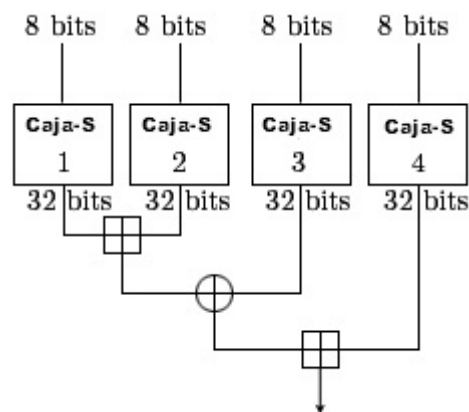 8 bits 8 bits 8 bits 8 bits
Caja-S Caja-S Caja-S Caja-S
1 2 3 4
32 bits 32 bits 32 bits 32 bits